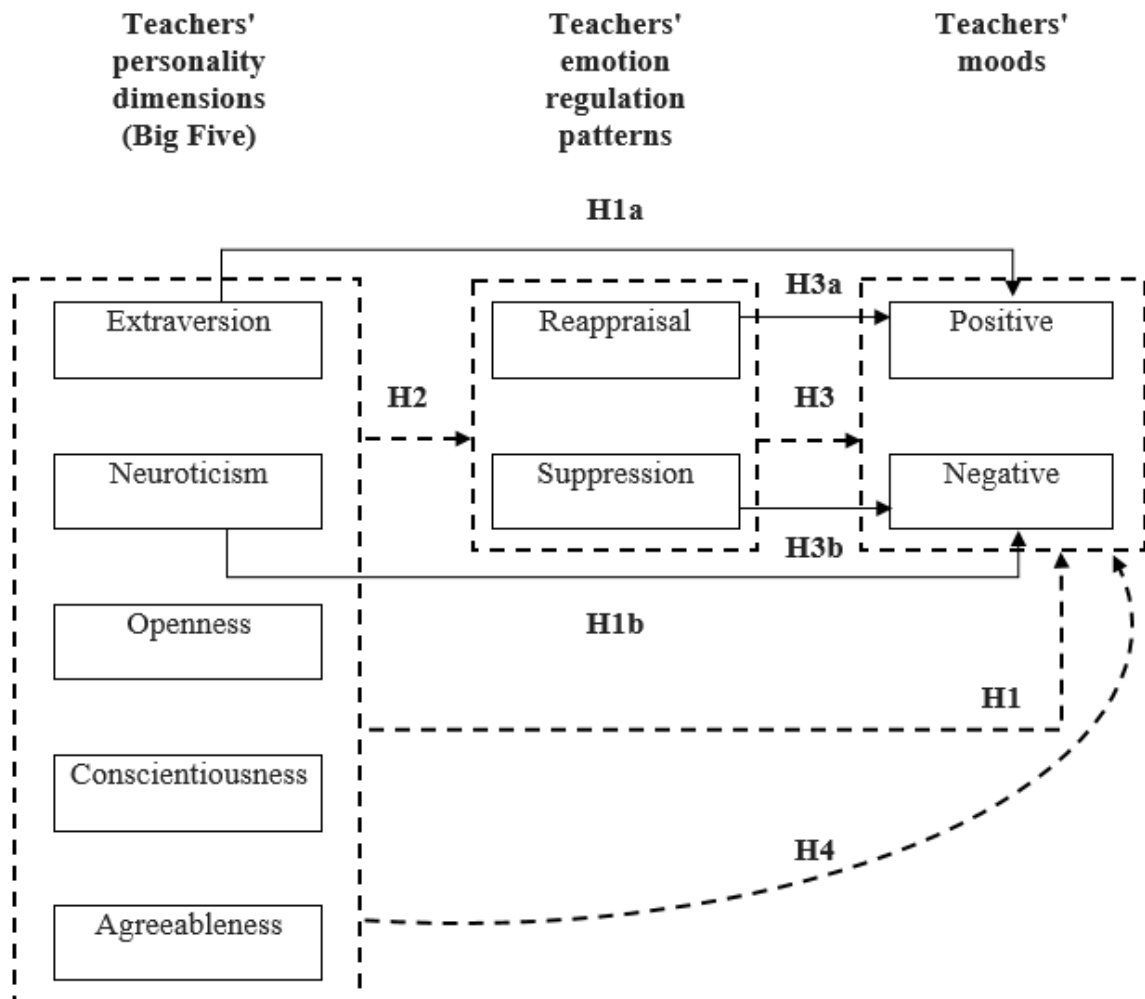 Teachers'
personality
dimensions
(Big Five)
Teachers'
emotion
regulation
patterns
Teachers'
moods
H1a
H3a
Extraversion
Reappraisal
Positive
H2
H3
Neuroticism
Suppression
Negative
H3b
Openness
H1b
H1
Conscientiousness
H4
Agreeableness